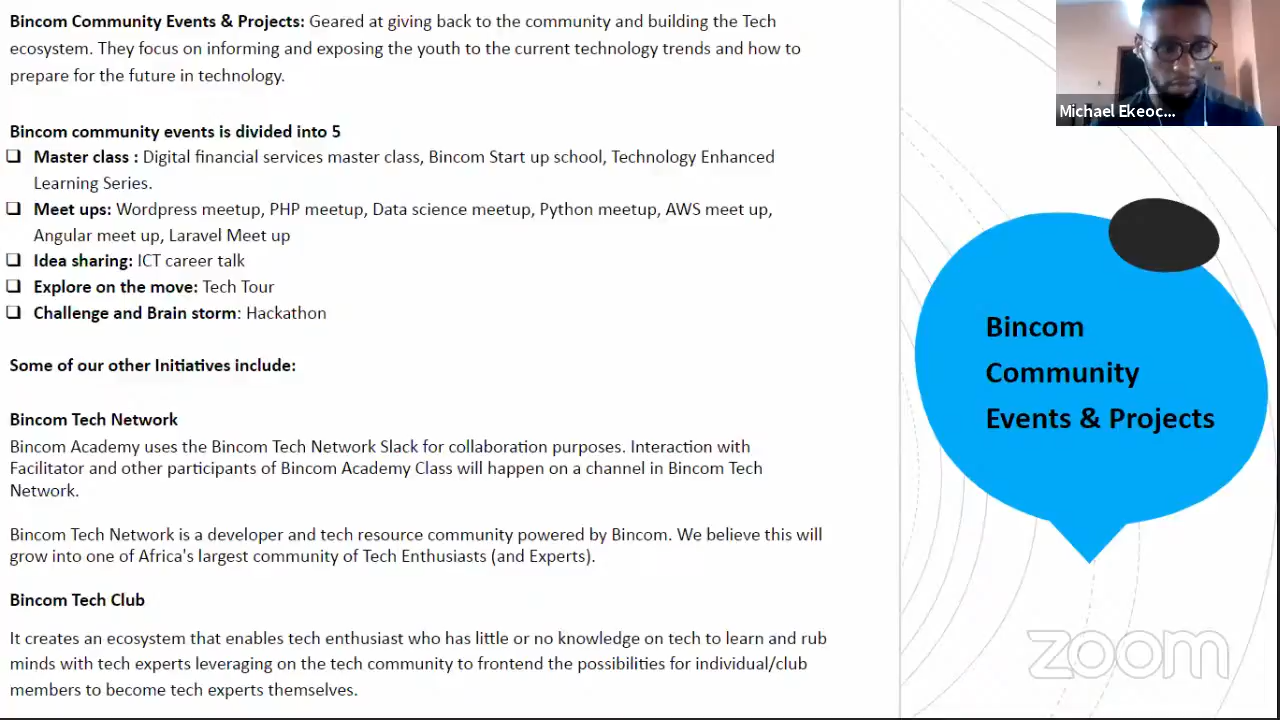 Bincom Community Events & Projects: Geared at giving back to the community and building the Tech
ecosystem. They focus on informing and exposing the youth to the current technology trends and how to
prepare for the future in technology.
Bincom community events is divided into 5
❑ Master class : Digital financial services master class, Bincom Start up school, Technology Enhanced
Learning Series.
❑ Meet ups: Wordpress meetup, PHP meetup, Data science meetup, Python meetup, AWS meet up,
Angular meet up, Laravel Meet up
❑ Idea sharing: ICT career talk
❑ Explore on the move: Tech Tour
❑ Challenge and Brain storm: Hackathon
Some of our other Initiatives include:
Bincom Tech Network
Bincom Academy uses the Bincom Tech Network Slack for collaboration purposes. Interaction with
Facilitator and other participants of Bincom Academy Class will happen on a channel in Bincom Tech
Network.
Bincom Tech Network is a developer and tech resource community powered by Bincom. We believe this will
grow into one of Africa's largest community of Tech Enthusiasts (and Experts).
Bincom Tech Club
It creates an ecosystem that enables tech enthusiast who has little or no knowledge on tech to learn and rub
minds with tech experts leveraging on the tech community to frontend the possibilities for individual/club
members to become tech experts themselves.
Michael Ekeoc...
Bincom
Community
Events & Projects
zoom